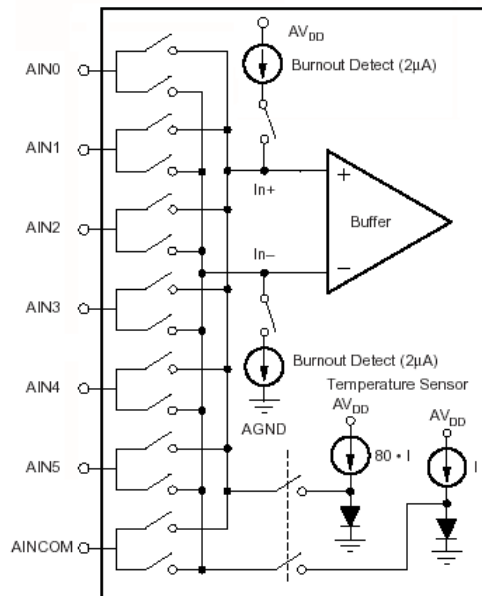 AV_DD
AIN0
Burnout Detect (2μA)
AIN1
In+
+
Buffer
AIN2
In–
–
AIN3
Burnout Detect (2μA)
Temperature Sensor
AIN4
AV_DD
AGND
AV_DD
AIN5
80 • I
I
AINCOM